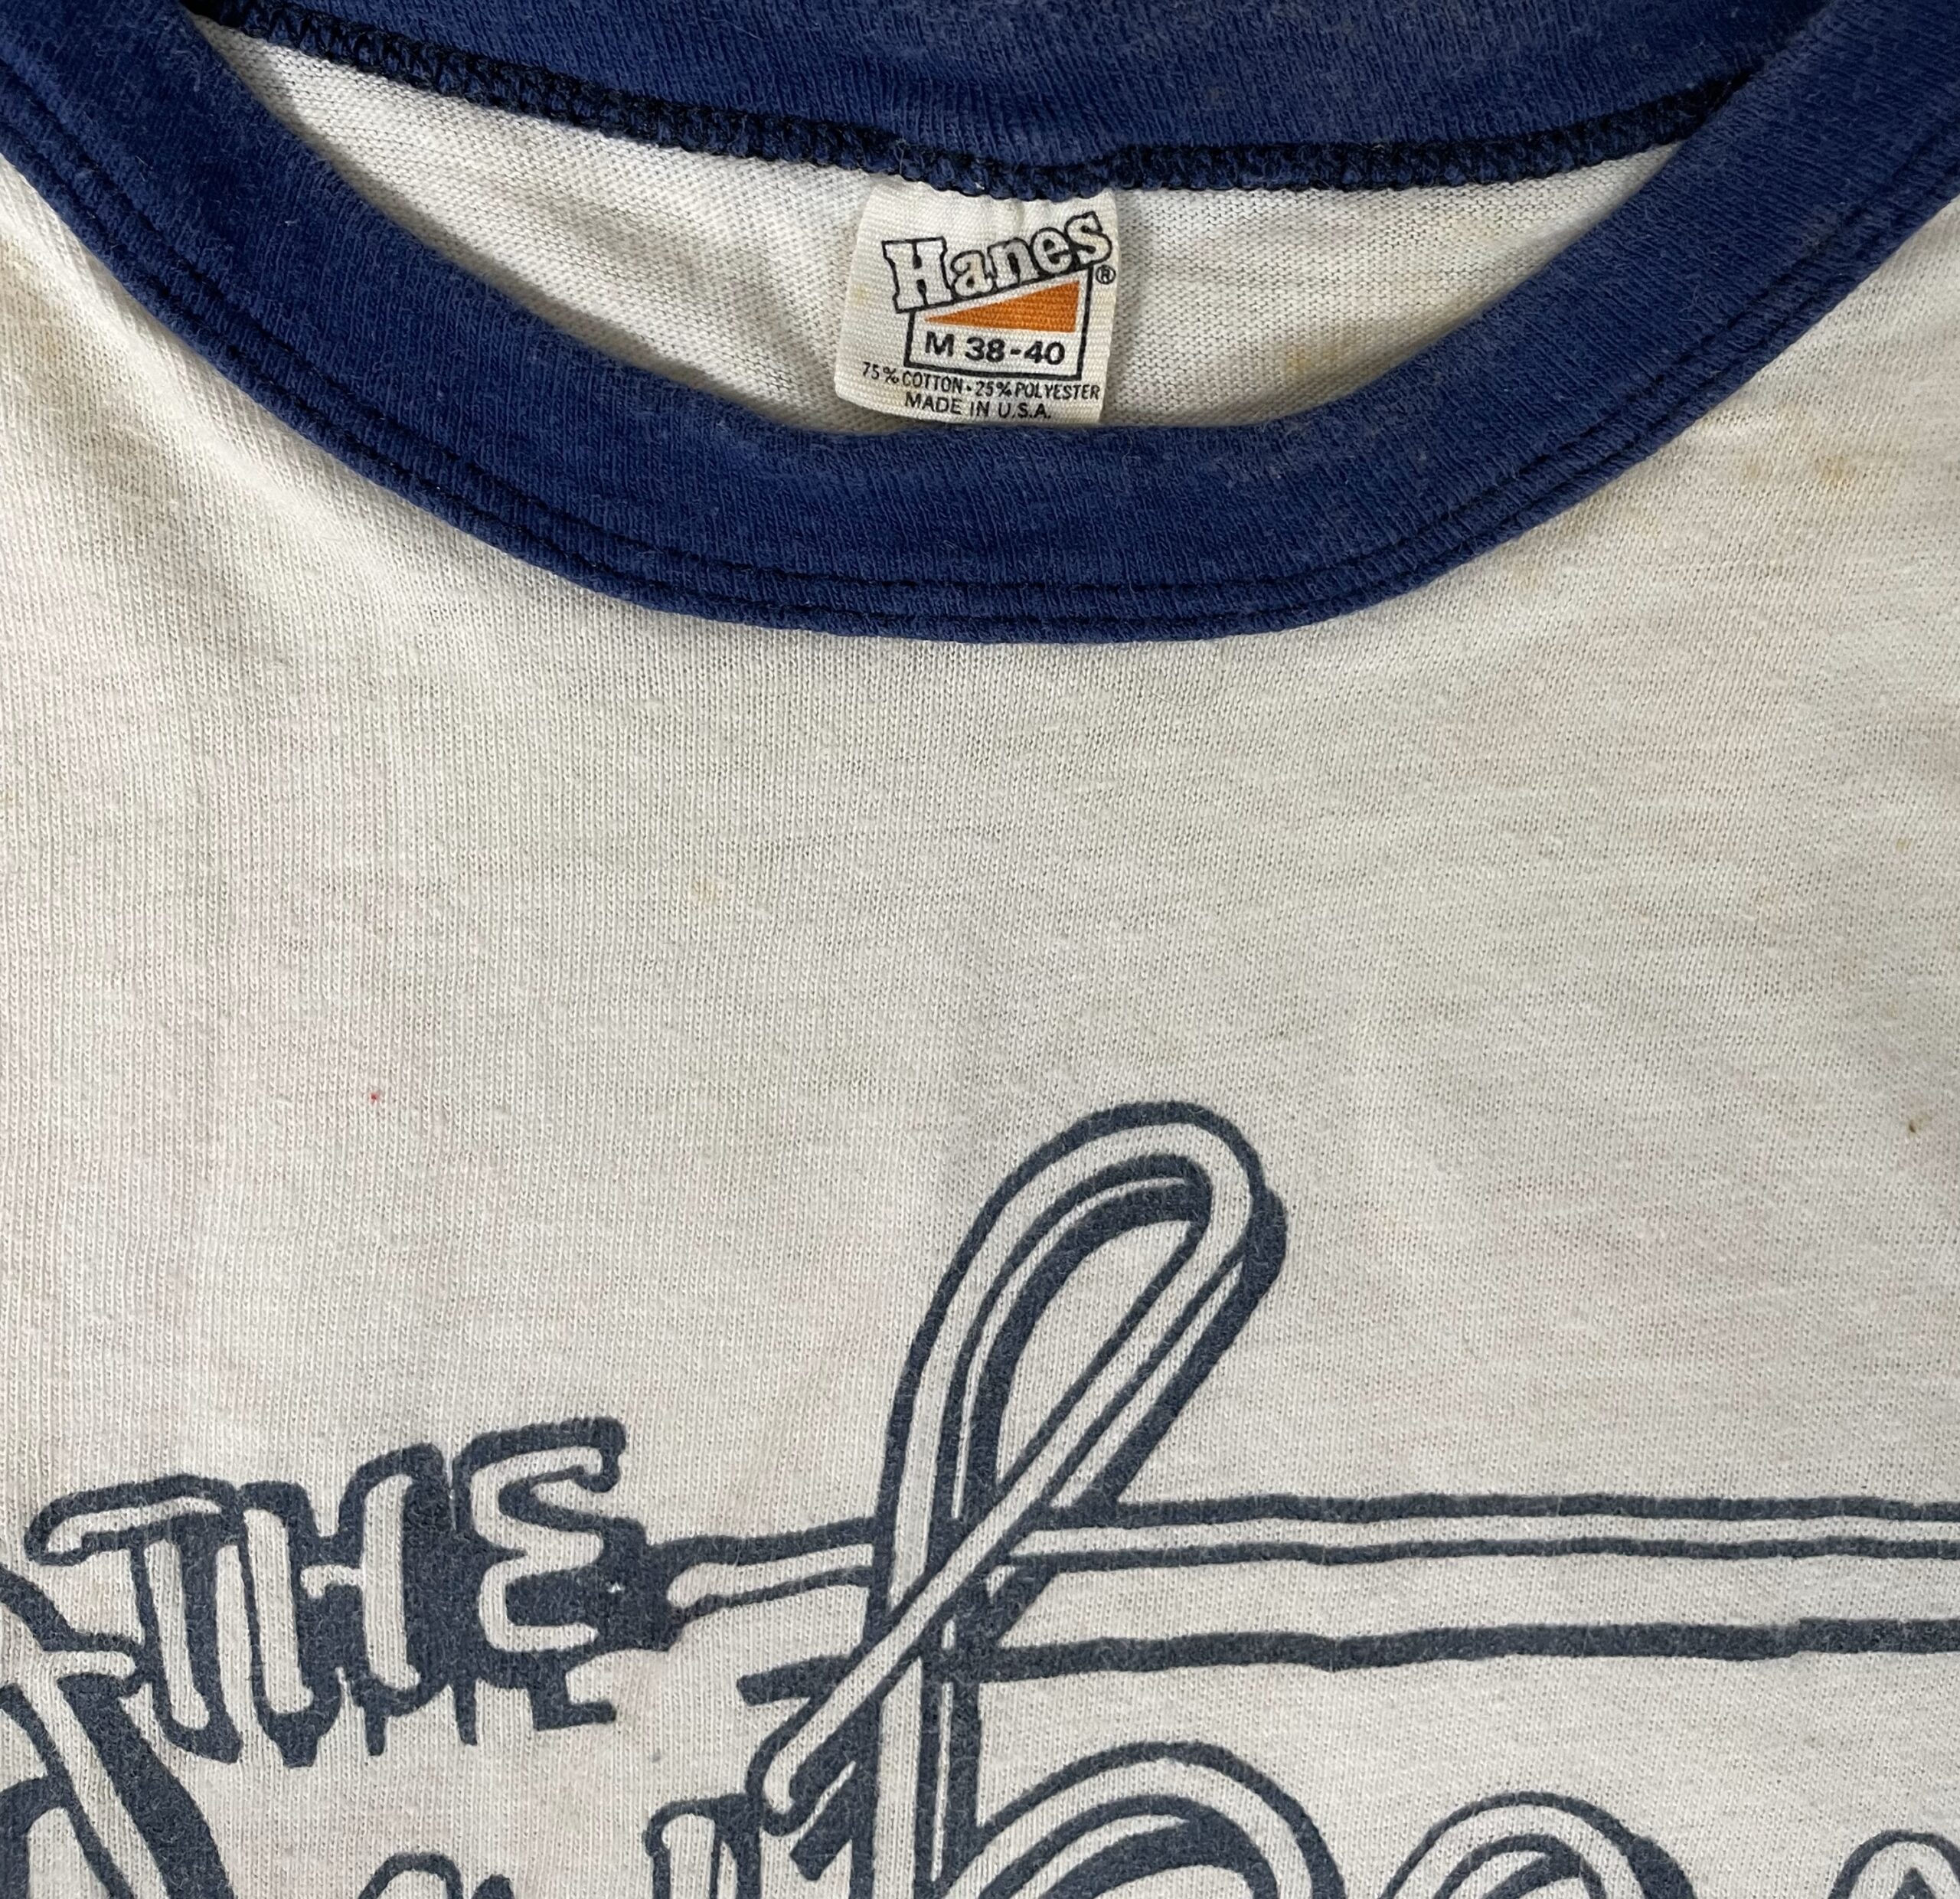 Hanes®
M 38-40
75% COTTON • 25% POLYESTER
MADE IN U.S.A.
THE